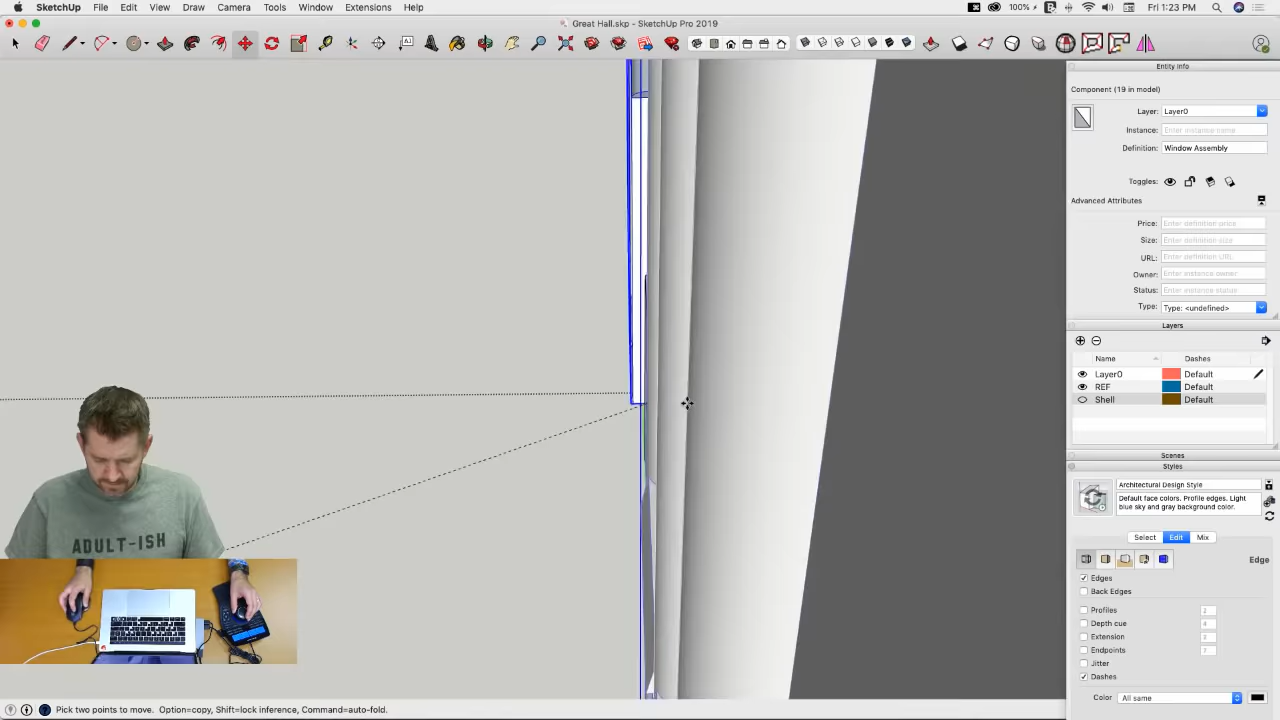 SketchUp File Edit View Draw Camera Tools Window Extensions Help 100% Fri 1:23 PM
Great Hall.skp - SketchUp Pro 2019
Entity Info
Component (19 in model)
Layer: Layer0
Instance: Enter instance name
Definition: Window Assembly
Toggles:
Advanced Attributes
Price: Enter definition price
Size: Enter definition size
URL: Enter definition URL
Owner: Enter instance owner
Status: Enter instance status
Type: Type: <undefined>
Layers
Name Dashes
Layer0 Default
REF Default
Shell Default
Scenes
Styles
Architectural Design Style
Default face colors. Profile edges. Light
blue sky and gray background color.
Select Edit Mix
Edge
Edges
Back Edges
Profiles 2
Depth cue 4
Extension 3
Endpoints 7
Jitter
Dashes
Color All same
ADULT-ISH
Pick two points to move. Option=copy, Shift=lock inference, Command=auto-fold.